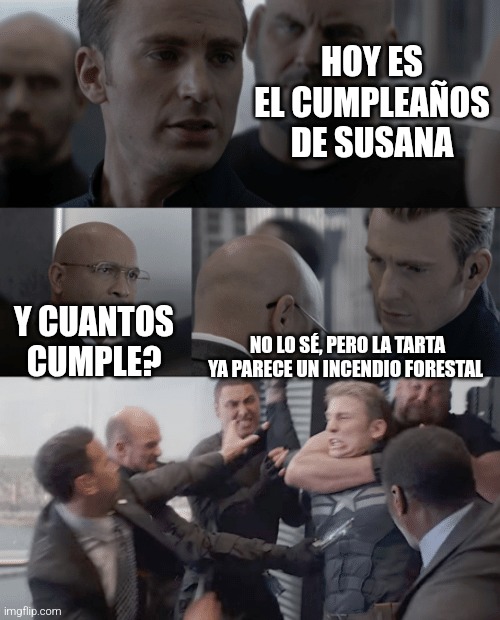 HOY ES
EL CUMPLEAÑOS
DE SUSANA
Y CUANTOS
CUMPLE?
NO LO SÉ, PERO LA TARTA
YA PARECE UN INCENDIO FORESTAL
imgflip.com